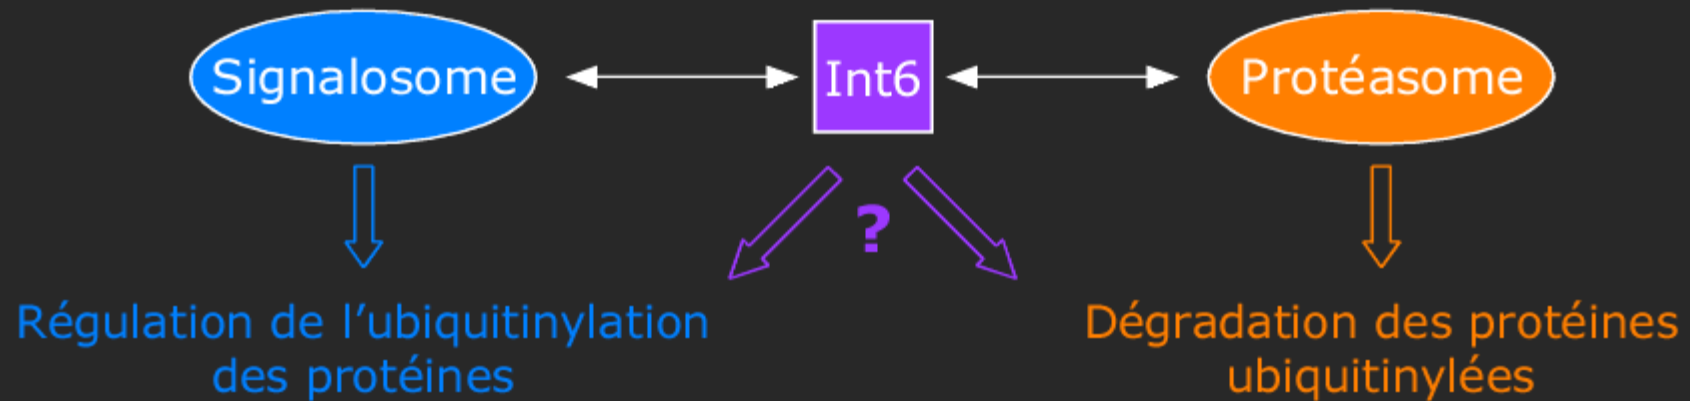 Signalosome
Int6
Protéasome
?
Régulation de l’ubiquitinylation
des protéines
Dégradation des protéines
ubiquitinylées